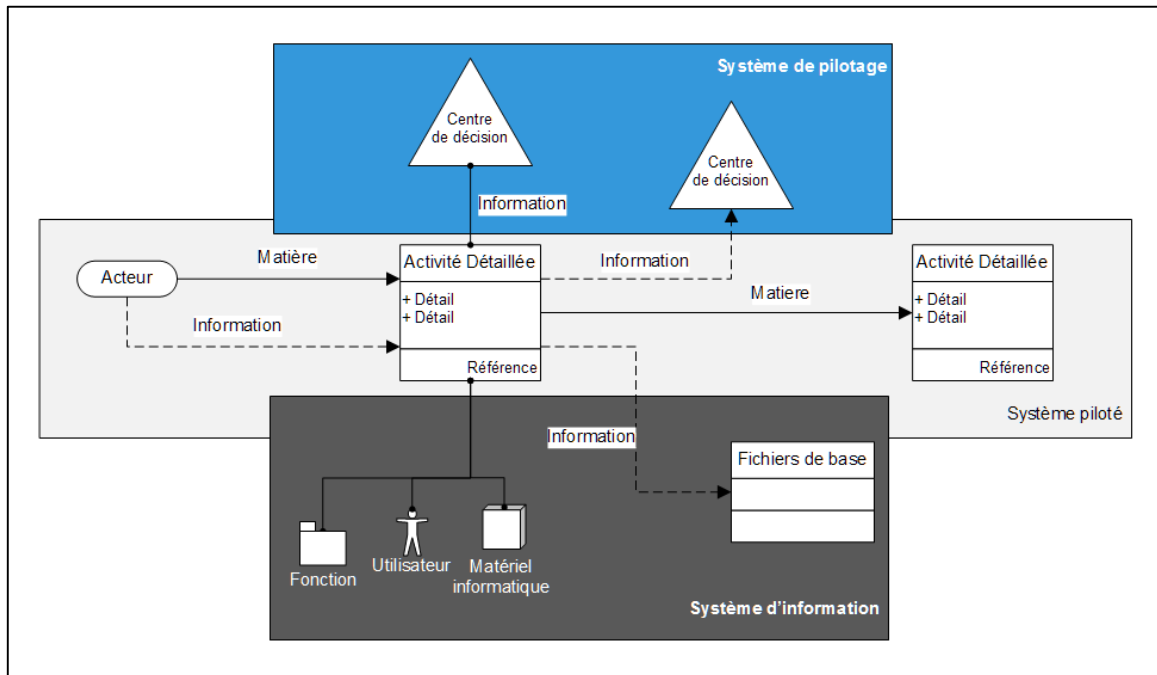 Système de pilotage
Centre
de décision
Centre
de décision
Information
Matière
Activité Détaillée
Information
Activité Détaillée
Acteur
Matiere
+ Détail
+ Détail
+ Détail
+ Détail
Information
Référence
Référence
Système piloté
Information
Fichiers de base
Fonction
Utilisateur
Matériel
informatique
Système d'information